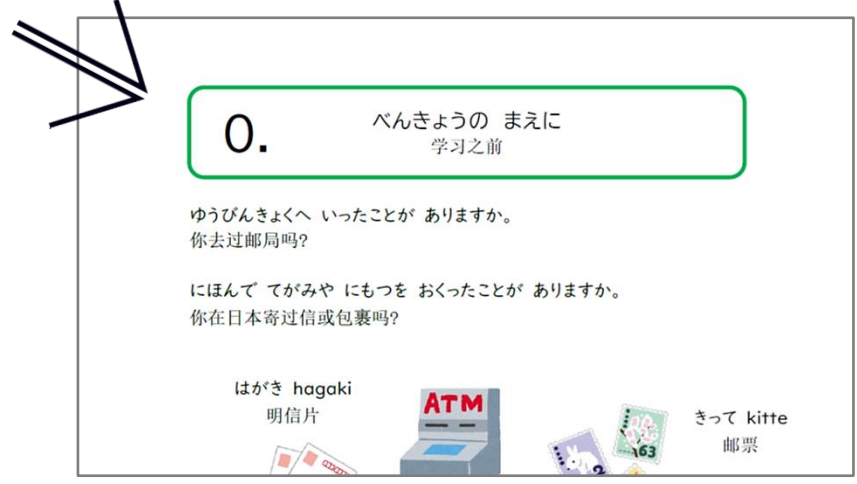 0.
べんきょうの まえに
学习之前
ゆうびんきょくへ いったことが ありますか。
你去过邮局吗?
にほんで てがみや にもつを おくったことが ありますか。
你在日本寄过信或包裹吗?
はがき hagaki
明信片
ATM
63
2
きって kitte
邮票